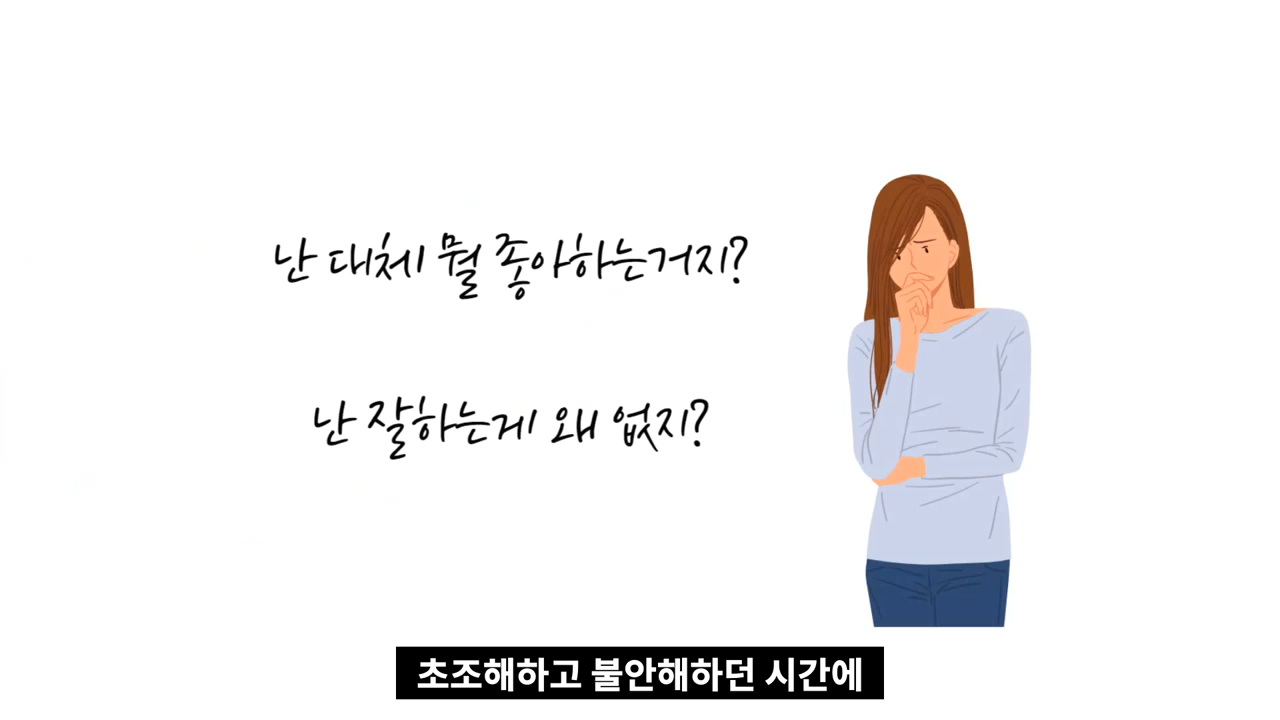 난 대체 뭘 좋아하는거지?
난 잘하는게 왜 없지?
초조해하고 불안해하던 시간에